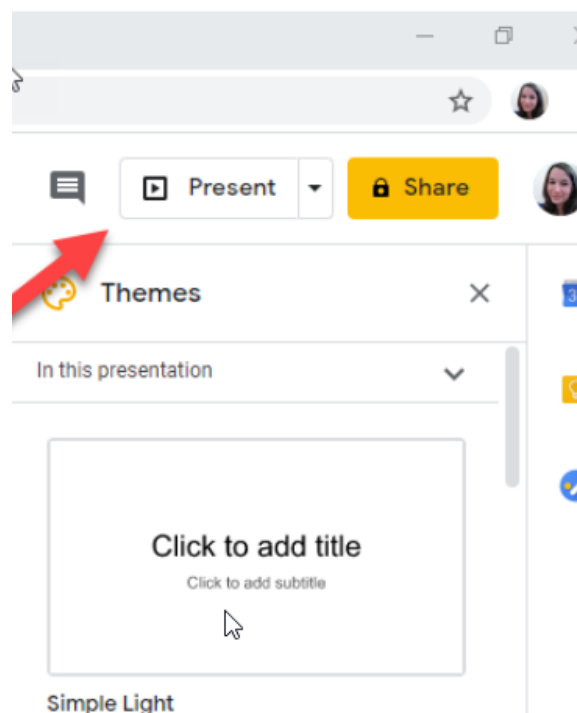 Present
Share
Themes
In this presentation
Click to add title
Click to add subtitle
Simple Light